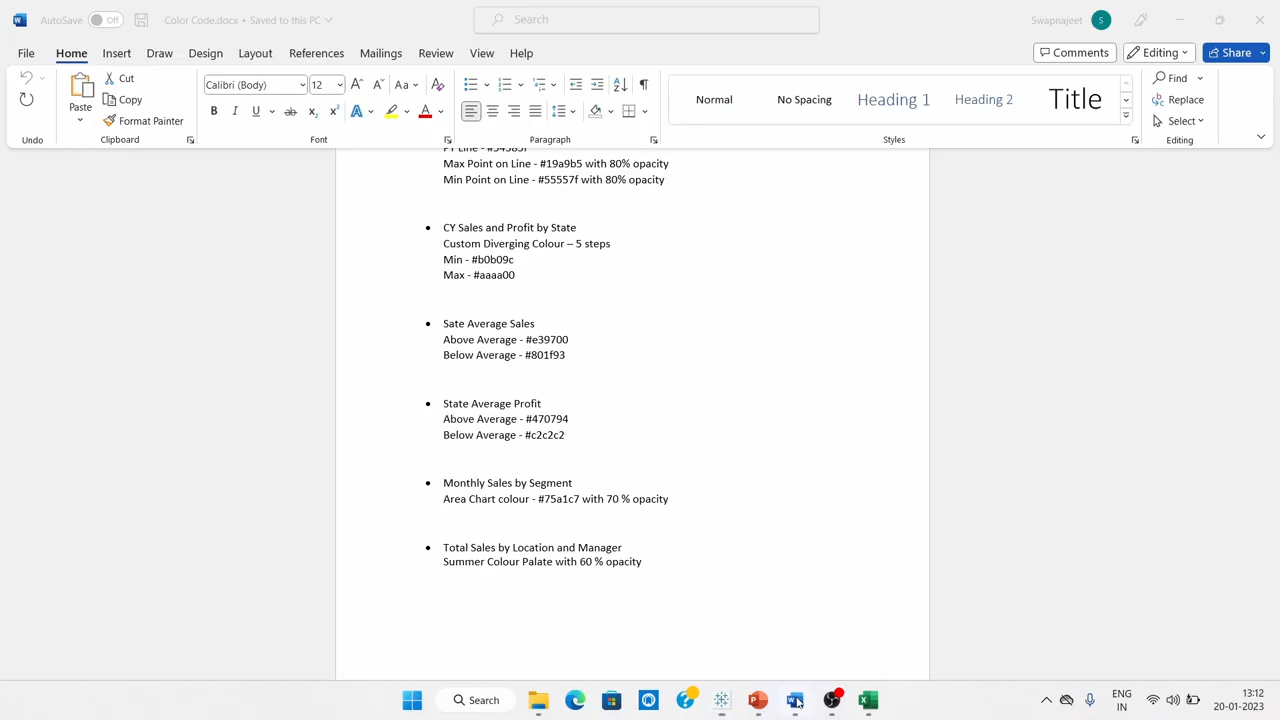 AutoSave Off Color Code.docx • Saved to this PC Search Swapnajeet S
File Home Insert Draw Design Layout References Mailings Review View Help Comments Editing Share
Cut Calibri (Body) 12 Aa Find
Paste Copy Normal No Spacing Heading 1 Heading 2 Title Replace
Format Painter Select
Undo Clipboard Font Paragraph Styles Editing
Max Point on Line - #19a9b5 with 80% opacity
Min Point on Line - #55557f with 80% opacity
• CY Sales and Profit by State
Custom Diverging Colour – 5 steps
Min - #b0b09c
Max - #aaaa00
• Sate Average Sales
Above Average - #e39700
Below Average - #801f93
• State Average Profit
Above Average - #470794
Below Average - #c2c2c2
• Monthly Sales by Segment
Area Chart colour - #75a1c7 with 70 % opacity
• Total Sales by Location and Manager
Summer Colour Palate with 60 % opacity
Search ENG 13:12
IN 20-01-2023